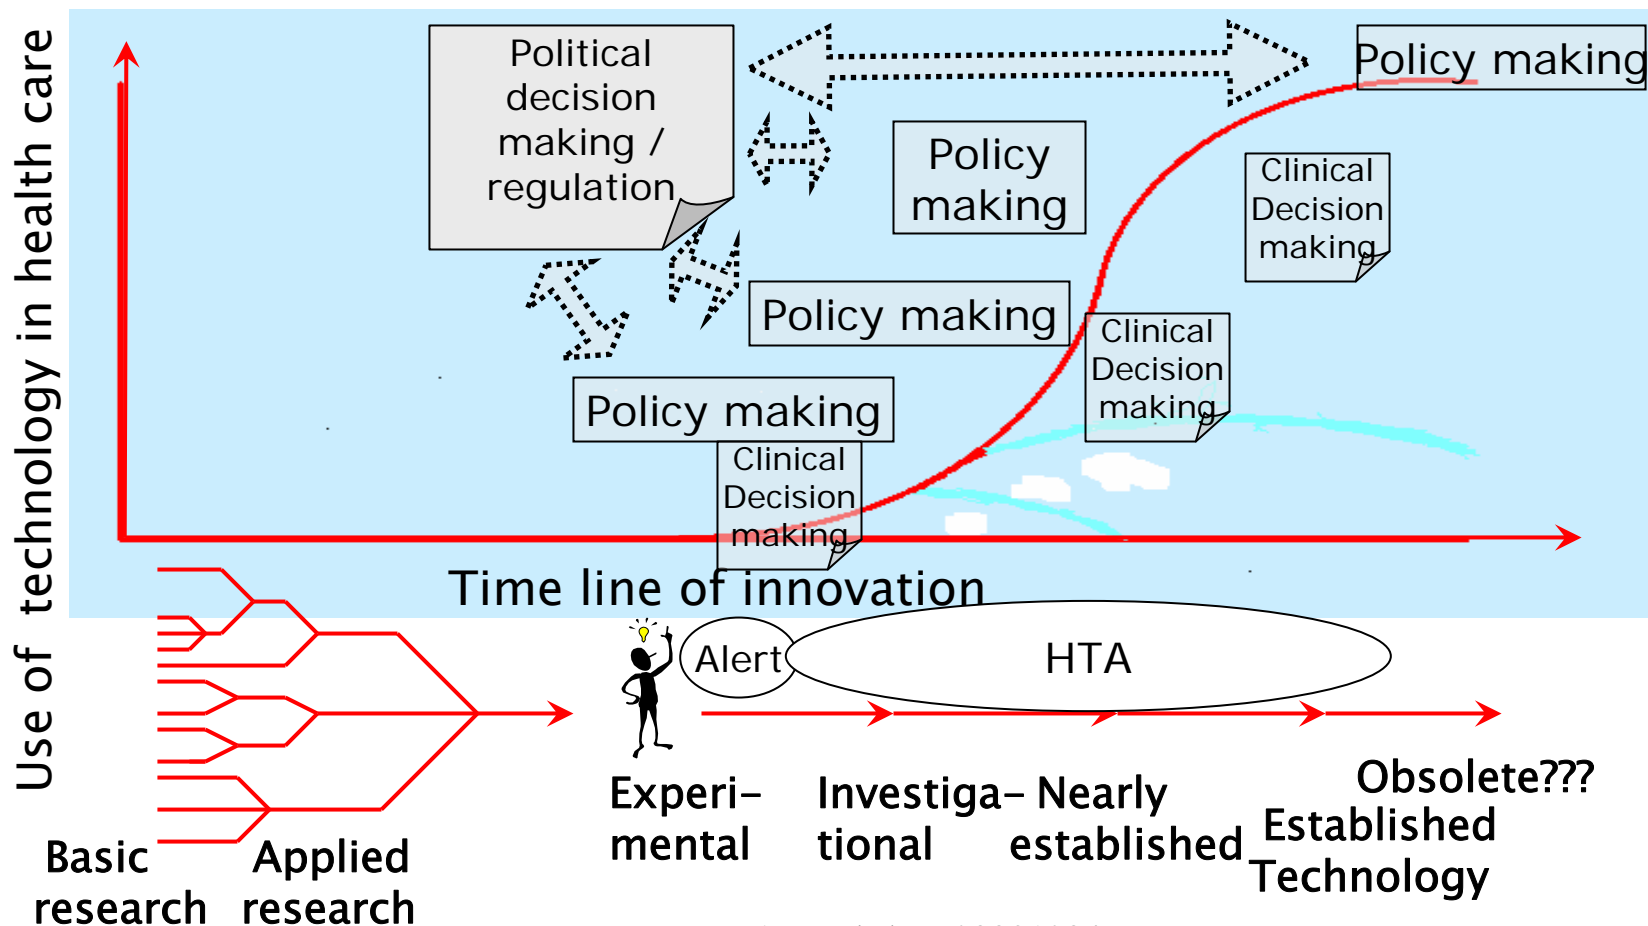 Use of technology in health care
Political
decision
making /
regulation
Policy making
Policy
making
Clinical
Decision
making
Policy making
Clinical
Decision
making
Policy making
Clinical
Decision
making
Time line of innovation
Alert
HTA
Experi-
mental
Investiga-
tional
Nearly
established
Obsolete???
Established
Technology
Basic
research
Applied
research